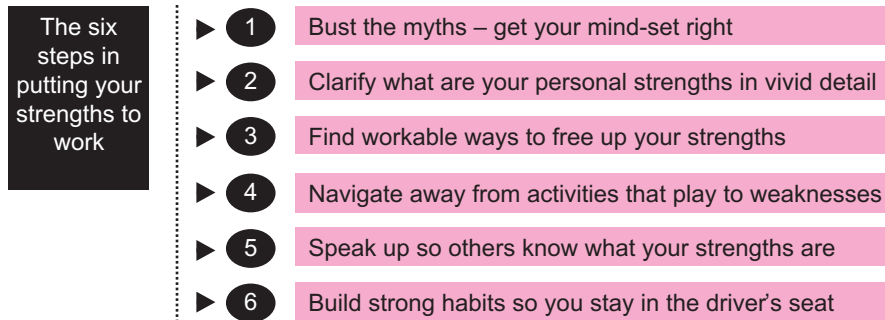 The six
steps in
putting your
strengths to
work
1 Bust the myths – get your mind-set right
2 Clarify what are your personal strengths in vivid detail
3 Find workable ways to free up your strengths
4 Navigate away from activities that play to weaknesses
5 Speak up so others know what your strengths are
6 Build strong habits so you stay in the driver's seat